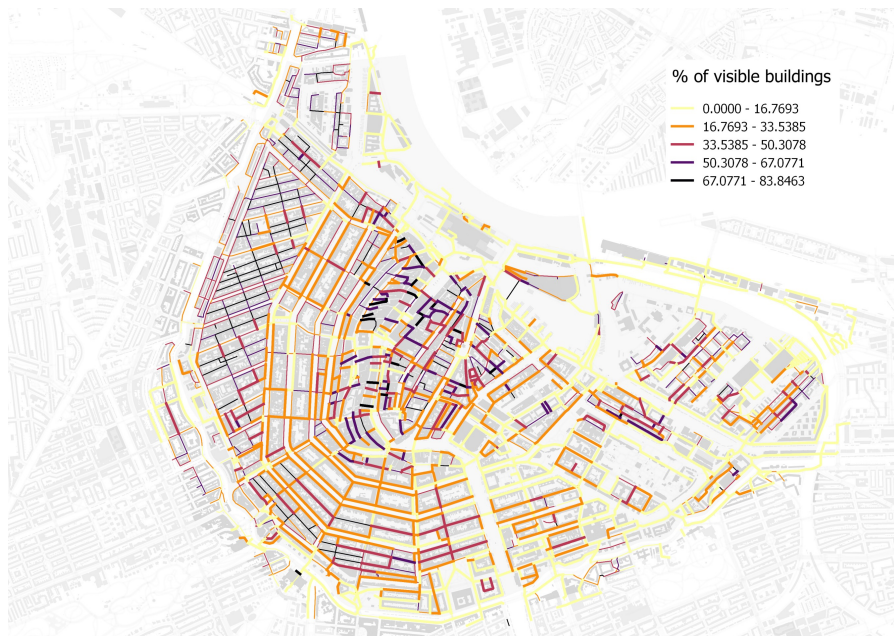 % of visible buildings
0.0000 - 16.7693
16.7693 - 33.5385
33.5385 - 50.3078
50.3078 - 67.0771
67.0771 - 83.8463